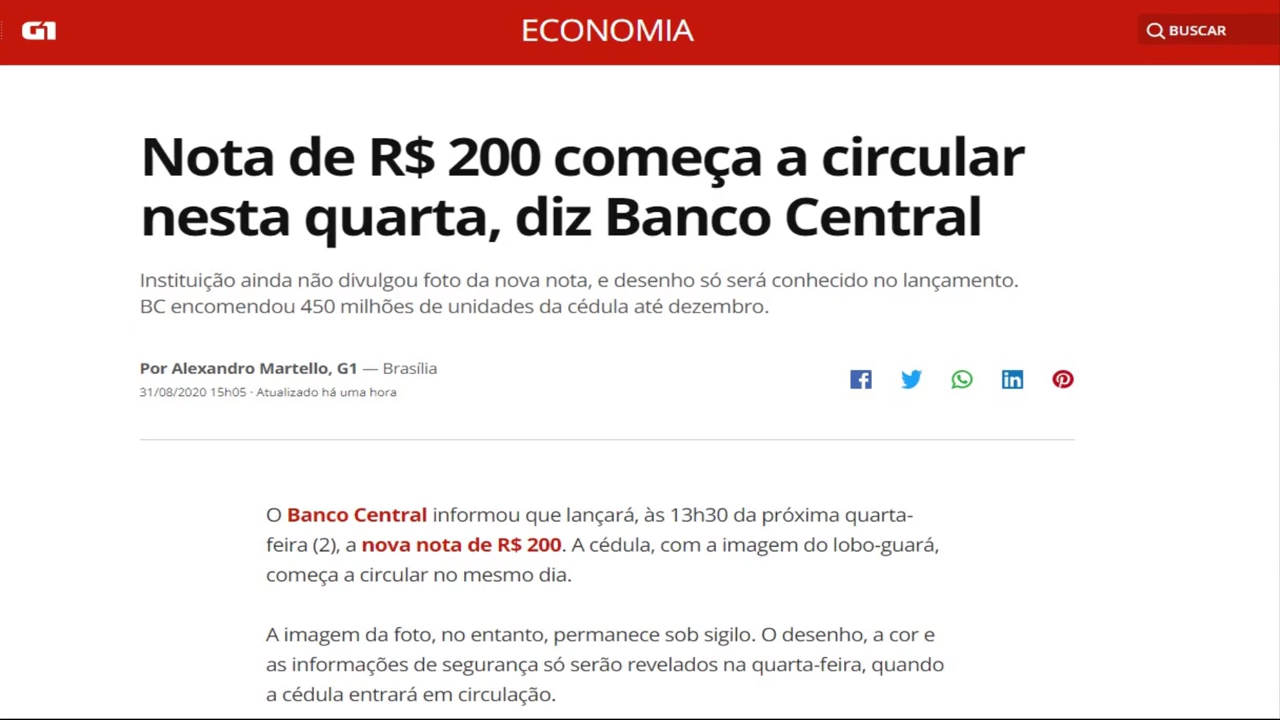 G1
ECONOMIA
BUSCAR
Nota de R$ 200 começa a circular
nesta quarta, diz Banco Central
Instituição ainda não divulgou foto da nova nota, e desenho só será conhecido no lançamento.
BC encomendou 450 milhões de unidades da cédula até dezembro.
Por Alexandro Martello, G1 — Brasília
31/08/2020 15h05 · Atualizado há uma hora
O Banco Central informou que lançará, às 13h30 da próxima quarta-
feira (2), a nova nota de R$ 200. A cédula, com a imagem do lobo-guará,
começa a circular no mesmo dia.
A imagem da foto, no entanto, permanece sob sigilo. O desenho, a cor e
as informações de segurança só serão revelados na quarta-feira, quando
a cédula entrará em circulação.